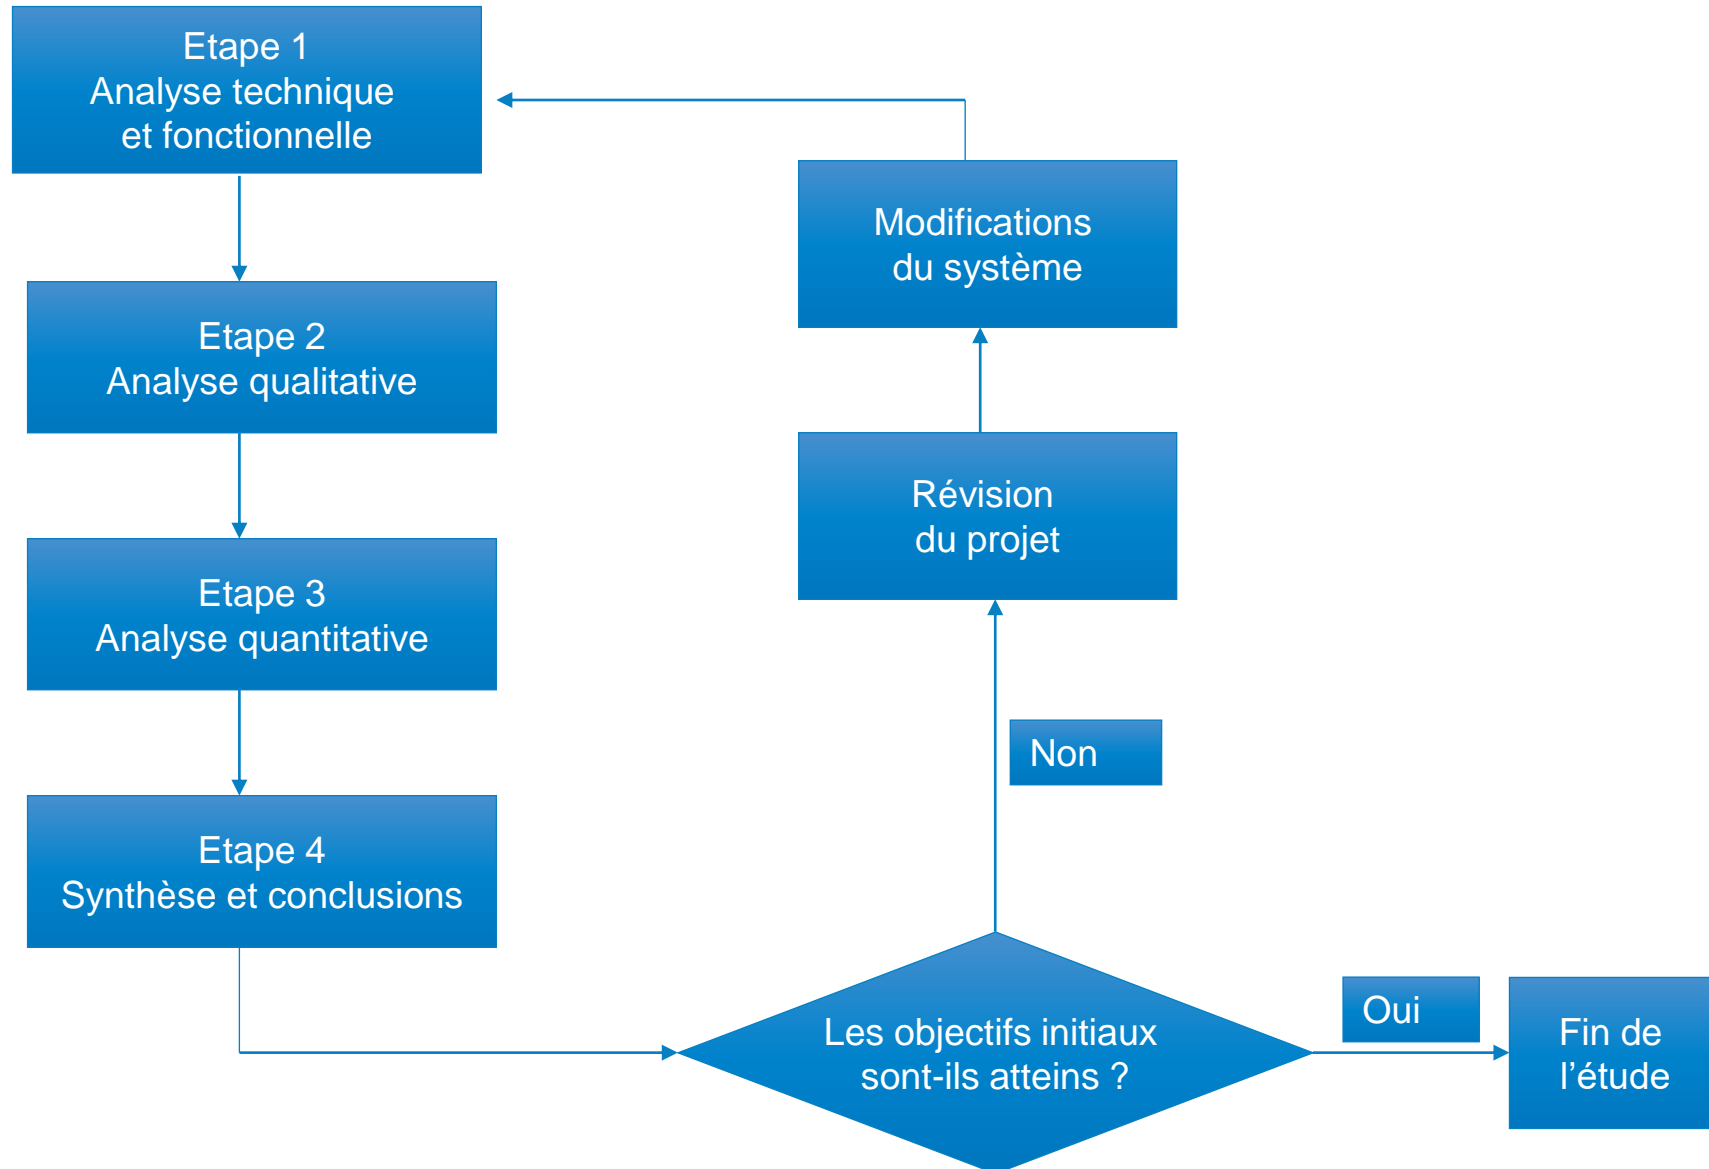 Etape 1
Analyse technique
et fonctionnelle
Etape 2
Analyse qualitative
Etape 3
Analyse quantitative
Etape 4
Synthèse et conclusions
Les objectifs initiaux
sont-ils atteins ?
Non
Révision
du projet
Modifications
du système
Oui
Fin de
l’étude